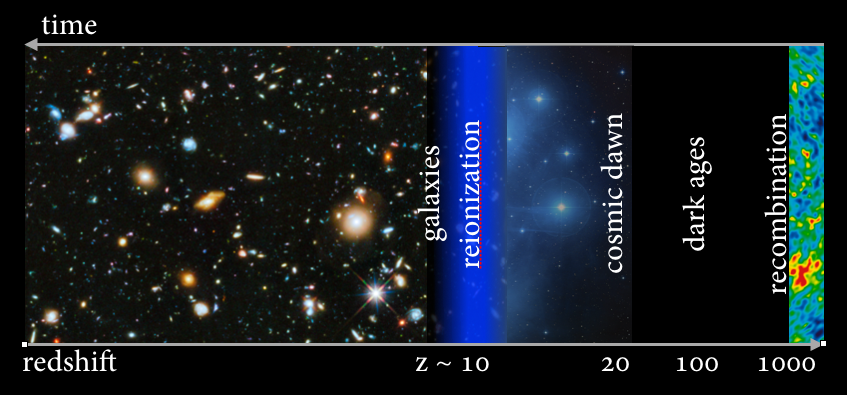 time
galaxies
reionization
cosmic dawn
dark ages
recombination
redshift
z ~ 10
20
100
1000